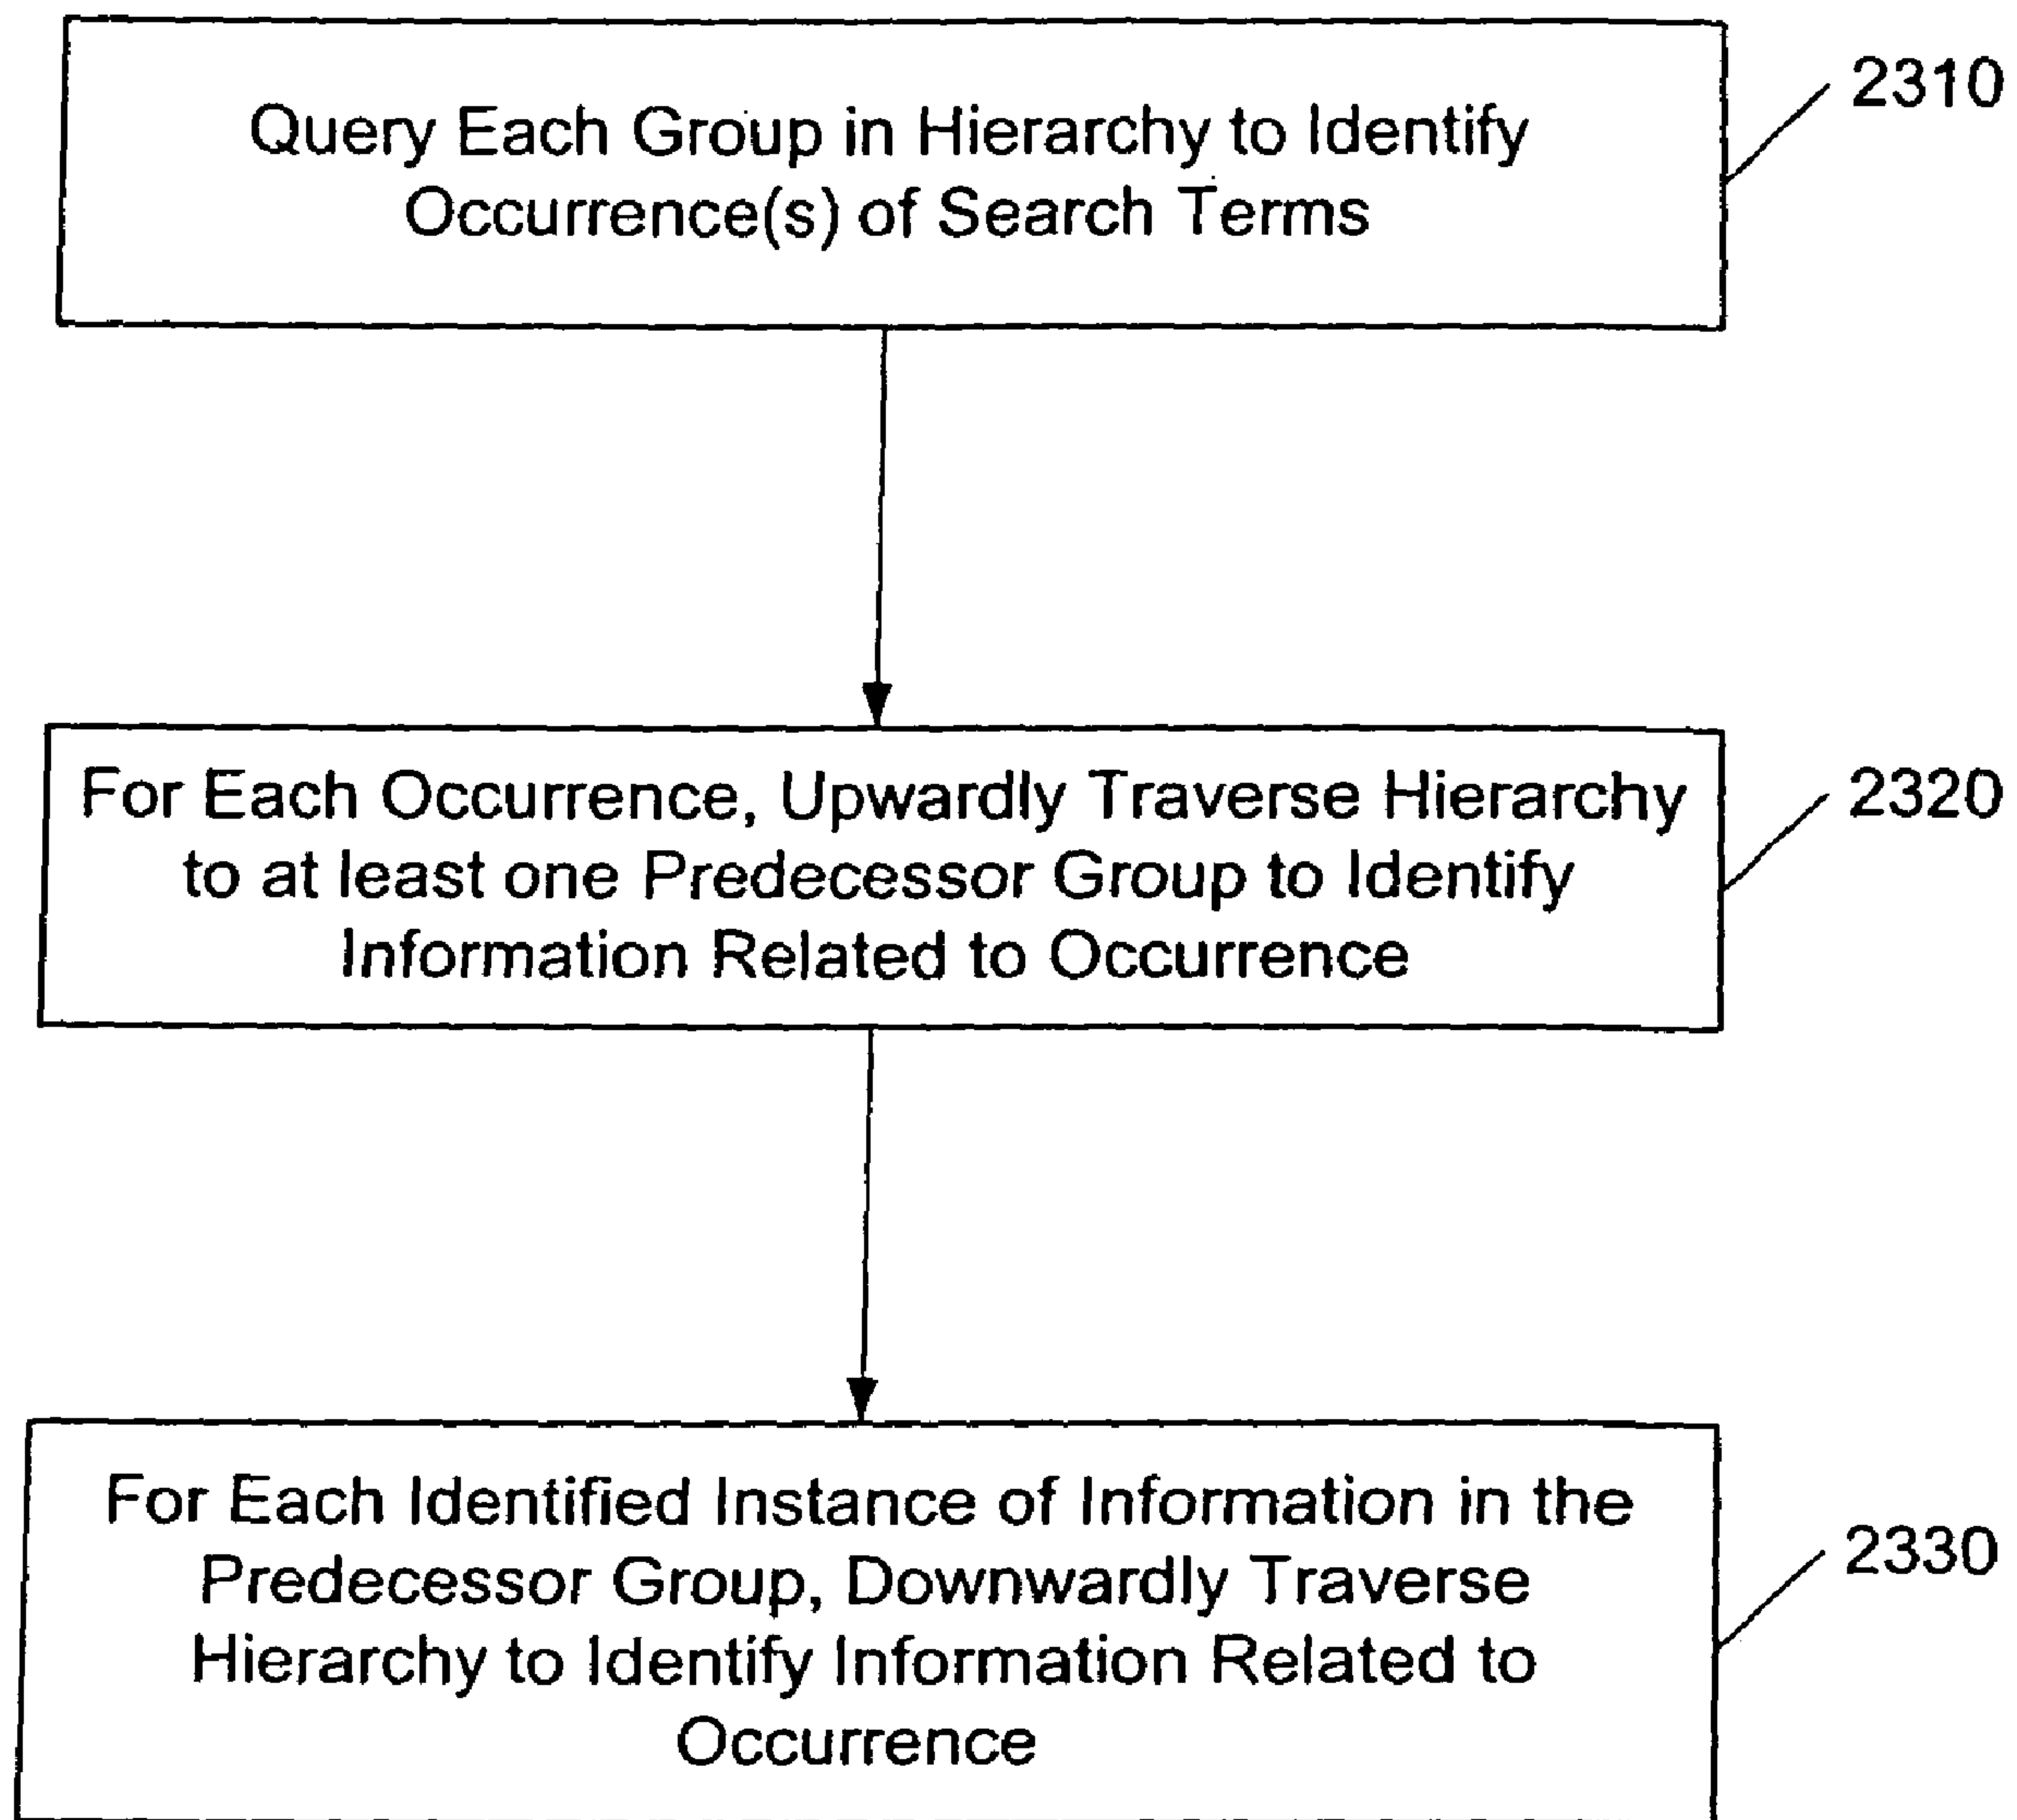 Query Each Group in Hierarchy to Identify
Occurrence(s) of Search Terms
2310
For Each Occurrence, Upwardly Traverse Hierarchy
to at least one Predecessor Group to Identify
Information Related to Occurrence
2320
For Each Identified Instance of Information in the
Predecessor Group, Downwardly Traverse
Hierarchy to Identify Information Related to
Occurrence
2330